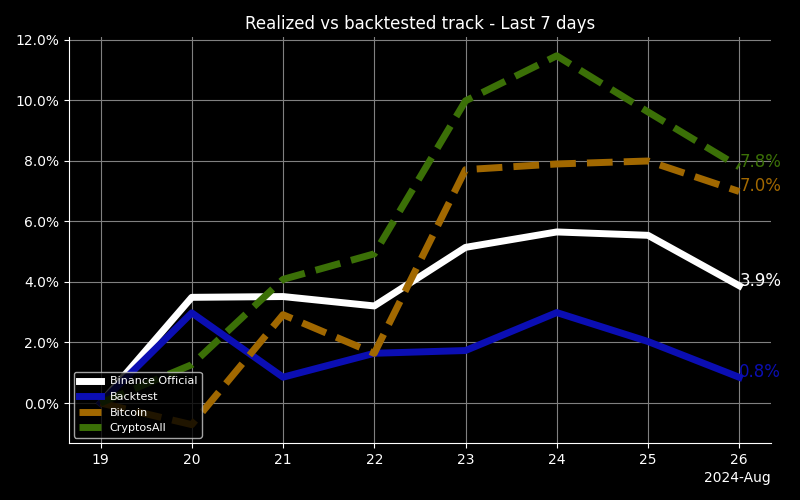 Realized vs backtested track - Last 7 days
12.0%
10.0%
8.0%
6.0%
4.0%
2.0%
0.0%
7.8%
7.0%
3.9%
0.8%
Binance Official
Backtest
Bitcoin
CryptosAll
19 20 21 22 23 24 25 26
2024-Aug